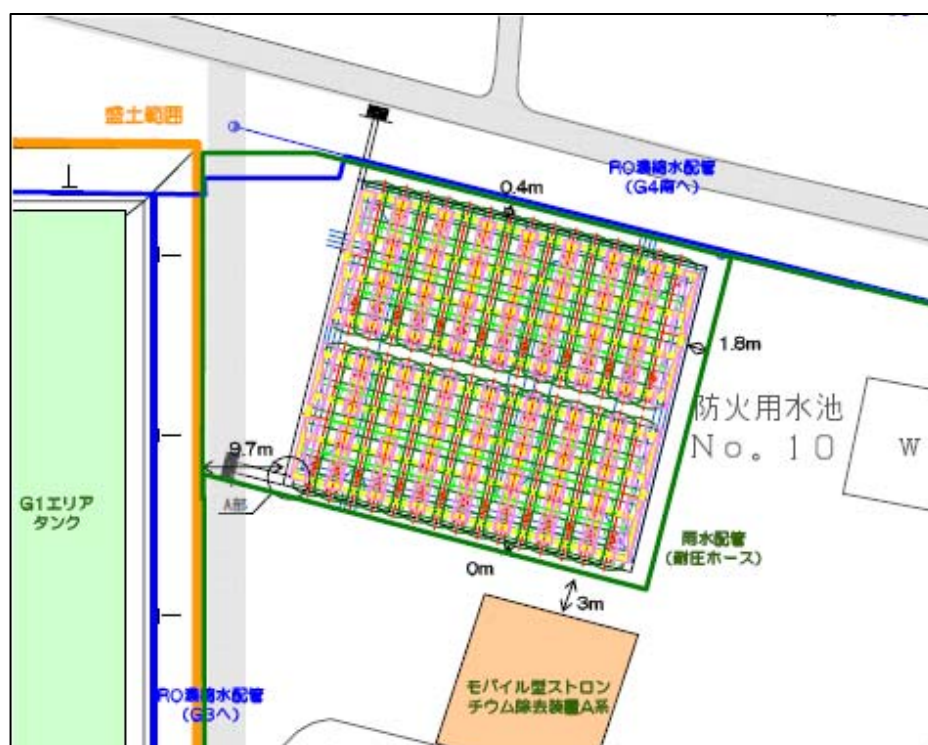 盛土範囲
RO濃縮水配管
(G4南へ)
0.4m
1.8m
防火用水池
No。10
W
9.7m
A部
G1エリア
タンク
雨水配管
(耐圧ホース)
0m
3m
モバイル型ストロン
チウム除去装置A系
RO濃縮水配管
(G3へ)